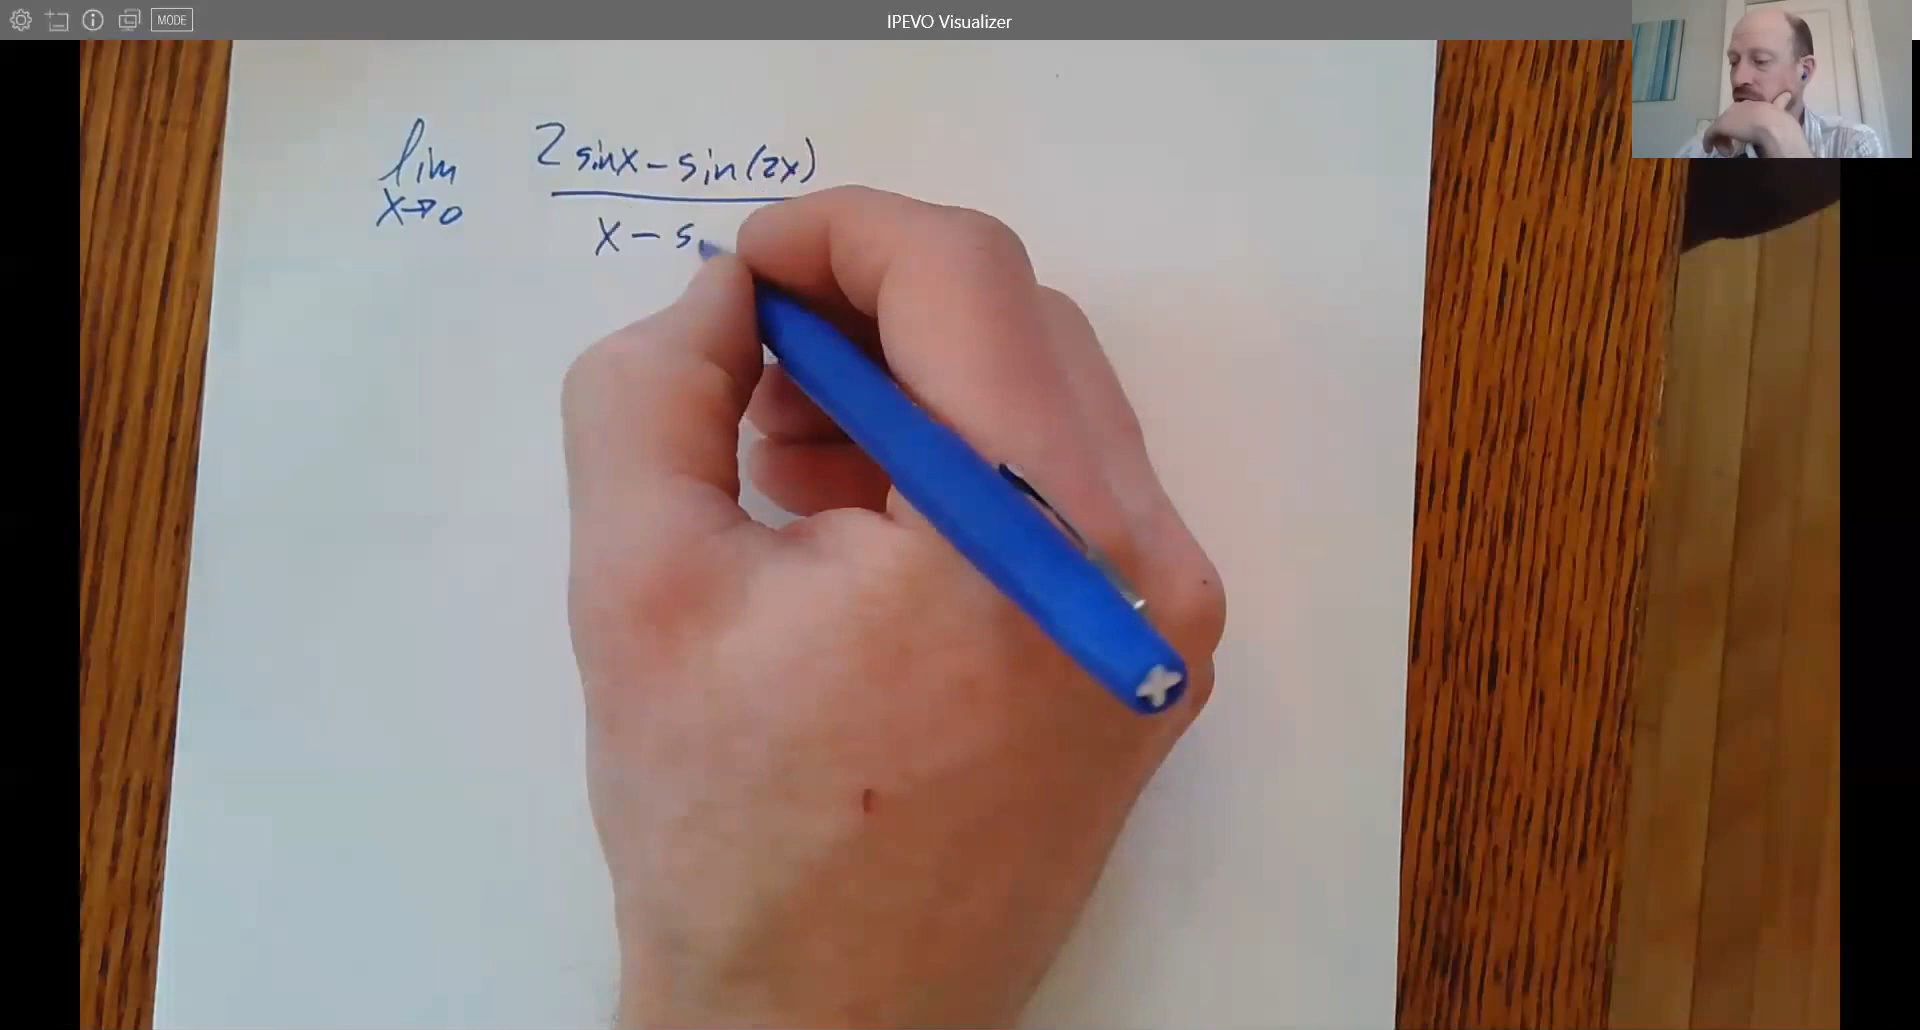 MODE
IPEVO Visualizer
lim 2 sinx - sin(2x)
x→0 x - s